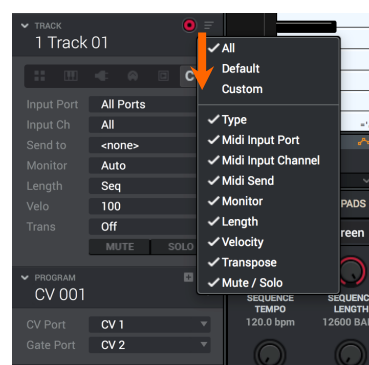 TRACK
1 Track 01
C
Input Port All Ports
Input Ch All
Send to <none>
Monitor Auto
Length Seq
Velo 100
Trans Off
MUTE SOLO
PROGRAM
CV 001
CV Port CV 1
Gate Port CV 2
All
Default
Custom
Type
Midi Input Port
Midi Input Channel
Midi Send
Monitor
Length
Velocity
Transpose
Mute / Solo
PADS
reen
SEQUENCE TEMPO
120.0 bpm
SEQUENC
LENGTH
12600 BA